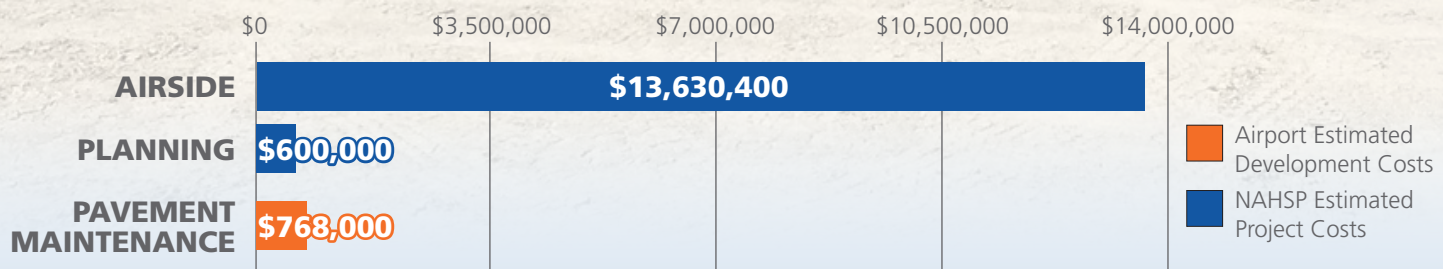 $0 $3,500,000 $7,000,000 $10,500,000 $14,000,000
AIRSIDE $13,630,400
PLANNING $600,000
PAVEMENT
MAINTENANCE $768,000
Airport Estimated
Development Costs
NAHSP Estimated
Project Costs